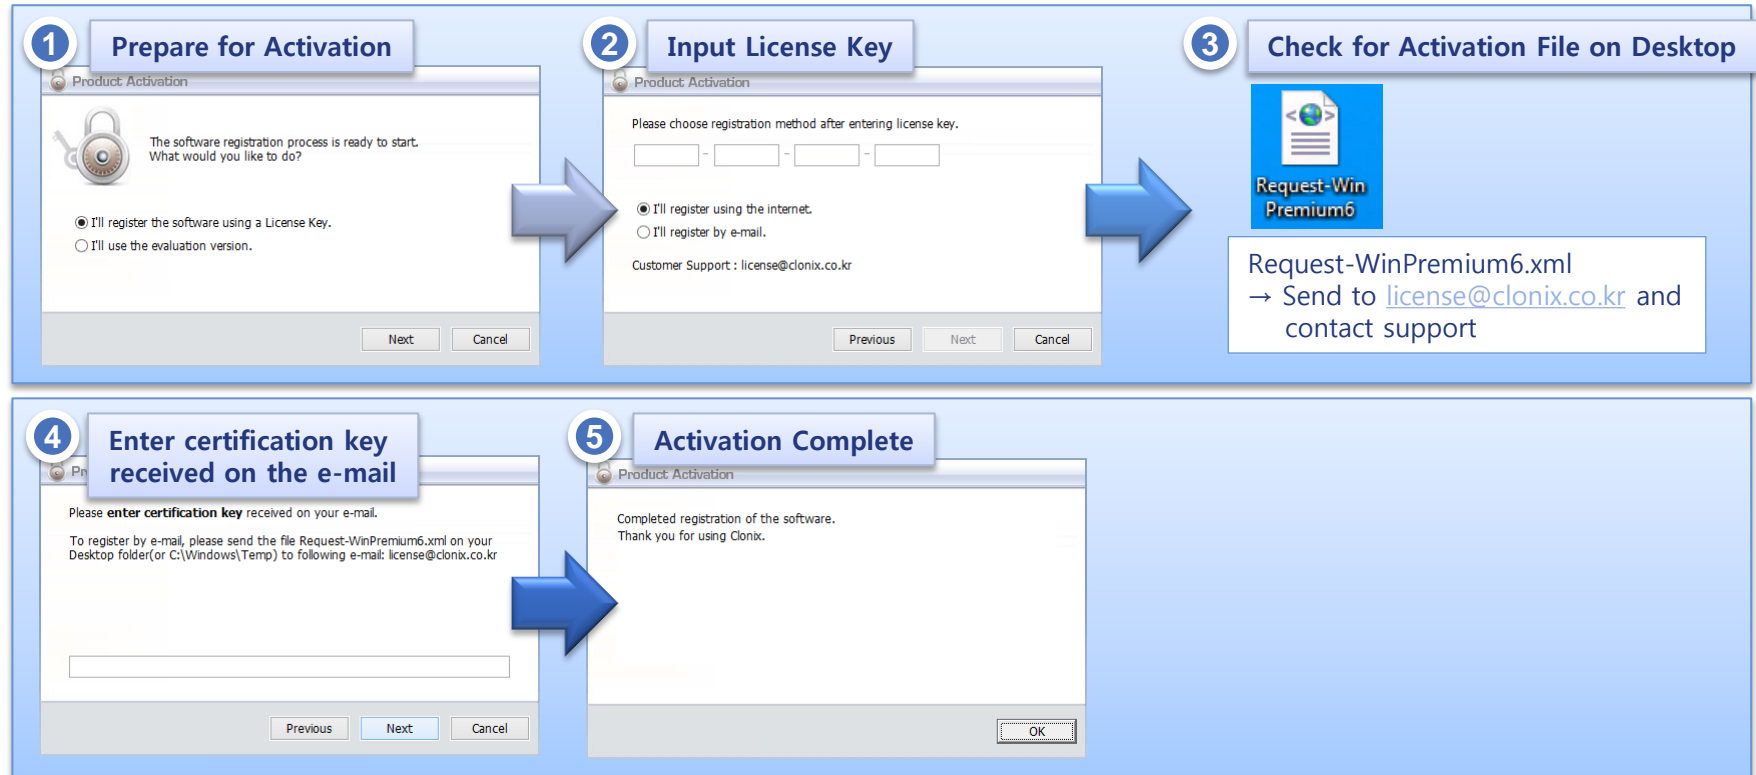 1
Prepare for Activation
Product Activation
The software registration process is ready to start.
What would you like to do?
I'll register the software using a License Key.
I'll use the evaluation version.
Next
Cancel
2
Input License Key
Product Activation
Please choose registration method after entering license key.
- - -
I'll register using the internet.
I'll register by e-mail.
Customer Support : license@clonix.co.kr
Previous
Next
Cancel
3
Check for Activation File on Desktop
Request-Win
Premium6
Request-WinPremium6.xml
→ Send to license@clonix.co.kr and
contact support
4
Enter certification key
received on the e-mail
Pr
Please enter certification key received on your e-mail.
To register by e-mail, please send the file Request-WinPremium6.xml on your
Desktop folder(or C:\Windows\Temp) to following e-mail: license@clonix.co.kr
Previous
Next
Cancel
5
Activation Complete
Product Activation
Completed registration of the software.
Thank you for using Clonix.
OK